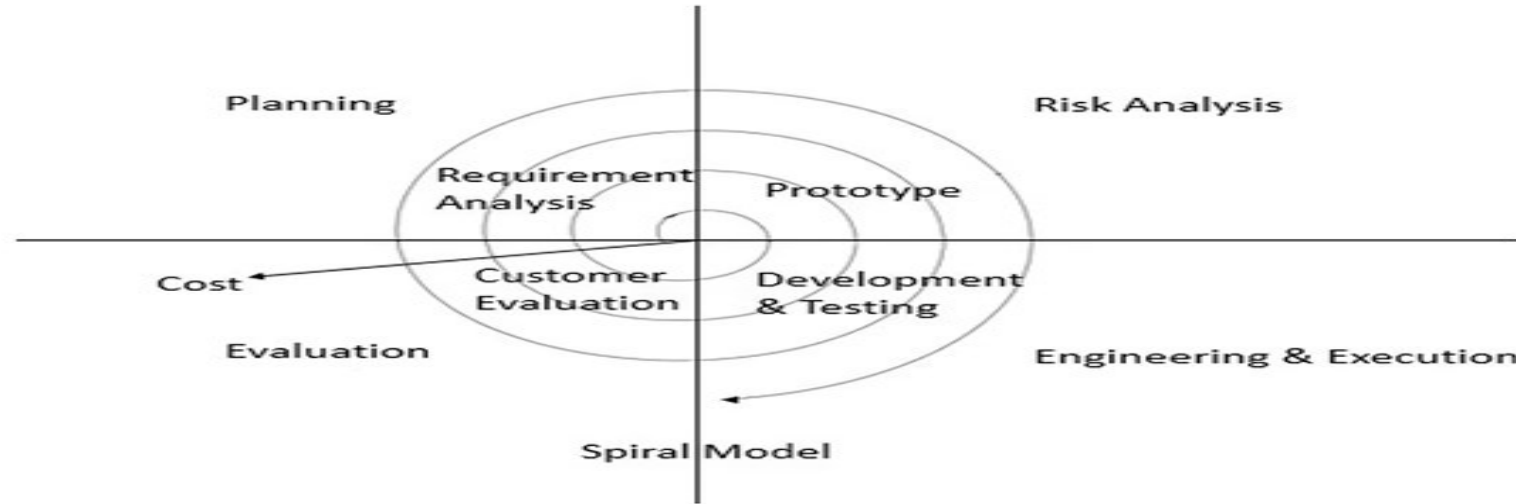 Planning
Risk Analysis
Requirement
Analysis
Prototype
Cost
Customer
Evaluation
Development
& Testing
Evaluation
Engineering & Execution
Spiral Model